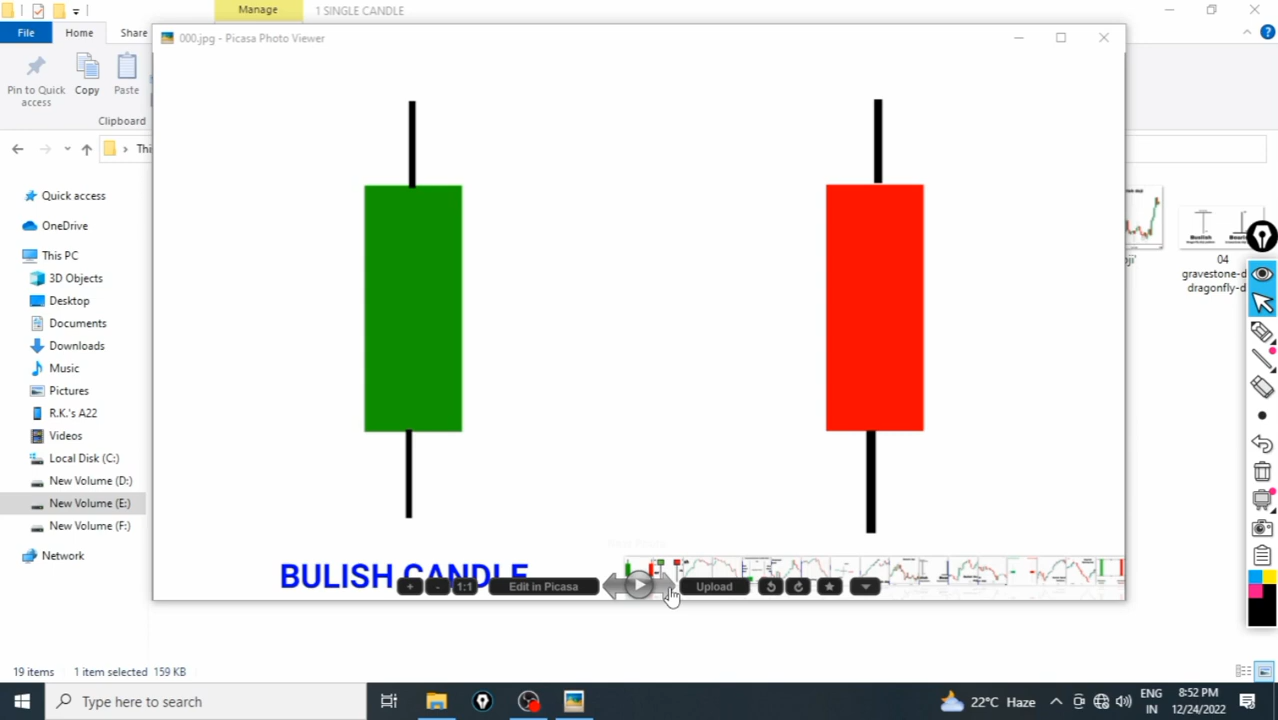 Manage
1 SINGLE CANDLE
File
Home
Share
000.jpg - Picasa Photo Viewer
Pin to Quick
access
Copy
Paste
Clipboard
Quick access
OneDrive
This PC
3D Objects
Desktop
Documents
Downloads
Music
Pictures
R.K.'s A22
Videos
Local Disk (C:)
New Volume (D:)
New Volume (E:)
New Volume (F:)
Network
04
gravestone-d
dragonfly-d
Bullish
BULISH CANDLE
+
-
1:1
Edit in Picasa
Upload
19 items
1 item selected 159 KB
Type here to search
22°C Haze
ENG
IN
8:52 PM
12/24/2022